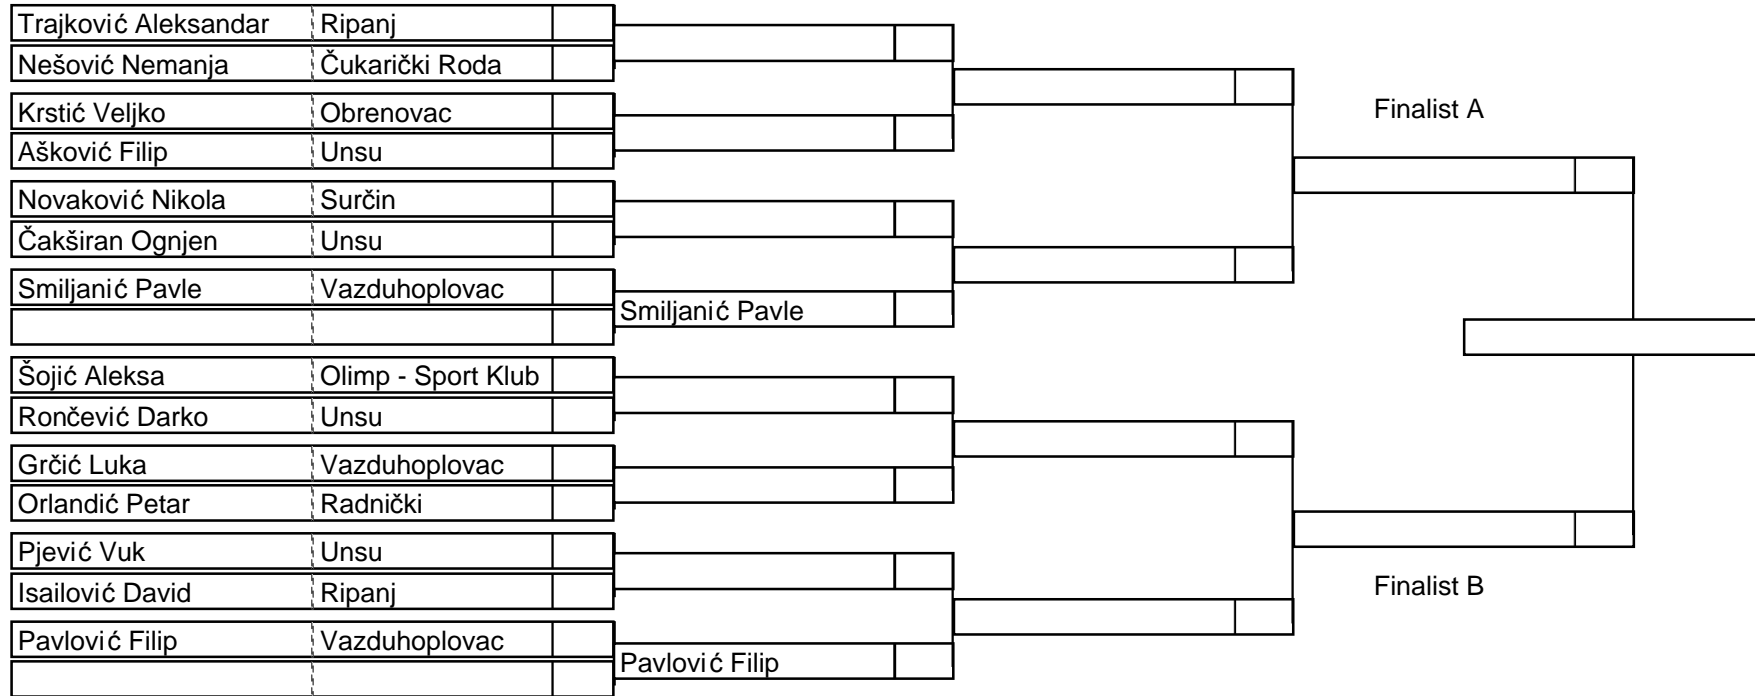 Trajković Aleksandar Ripanj
Nešović Nemanja Čukarički Roda
Krstić Veljko Obrenovac
Finalist A
Ašković Filip Unsu
Novaković Nikola Surčin
Čakširan Ognjen Unsu
Smiljanić Pavle Vazduhoplovac
Smiljanić Pavle
Šojić Aleksa Olimp - Sport Klub
Rončević Darko Unsu
Grčić Luka Vazduhoplovac
Orlandić Petar Radnički
Pjević Vuk Unsu
Isailović David Ripanj
Finalist B
Pavlović Filip Vazduhoplovac
Pavlović Filip